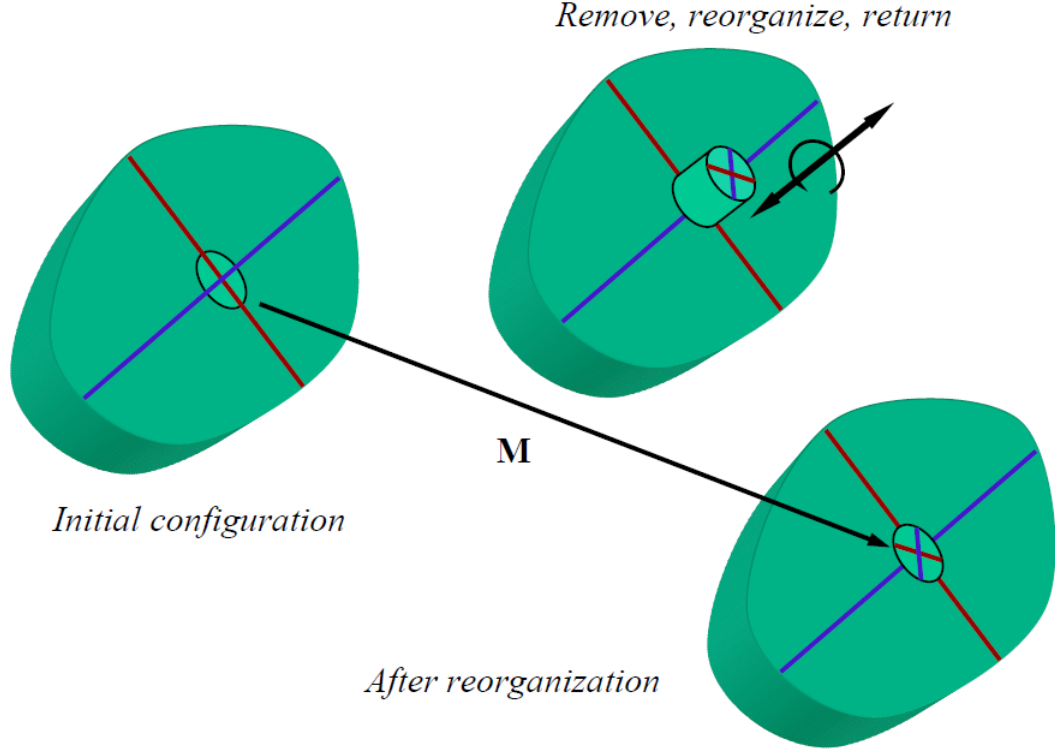 Remove, reorganize, return
M
Initial configuration
After reorganization